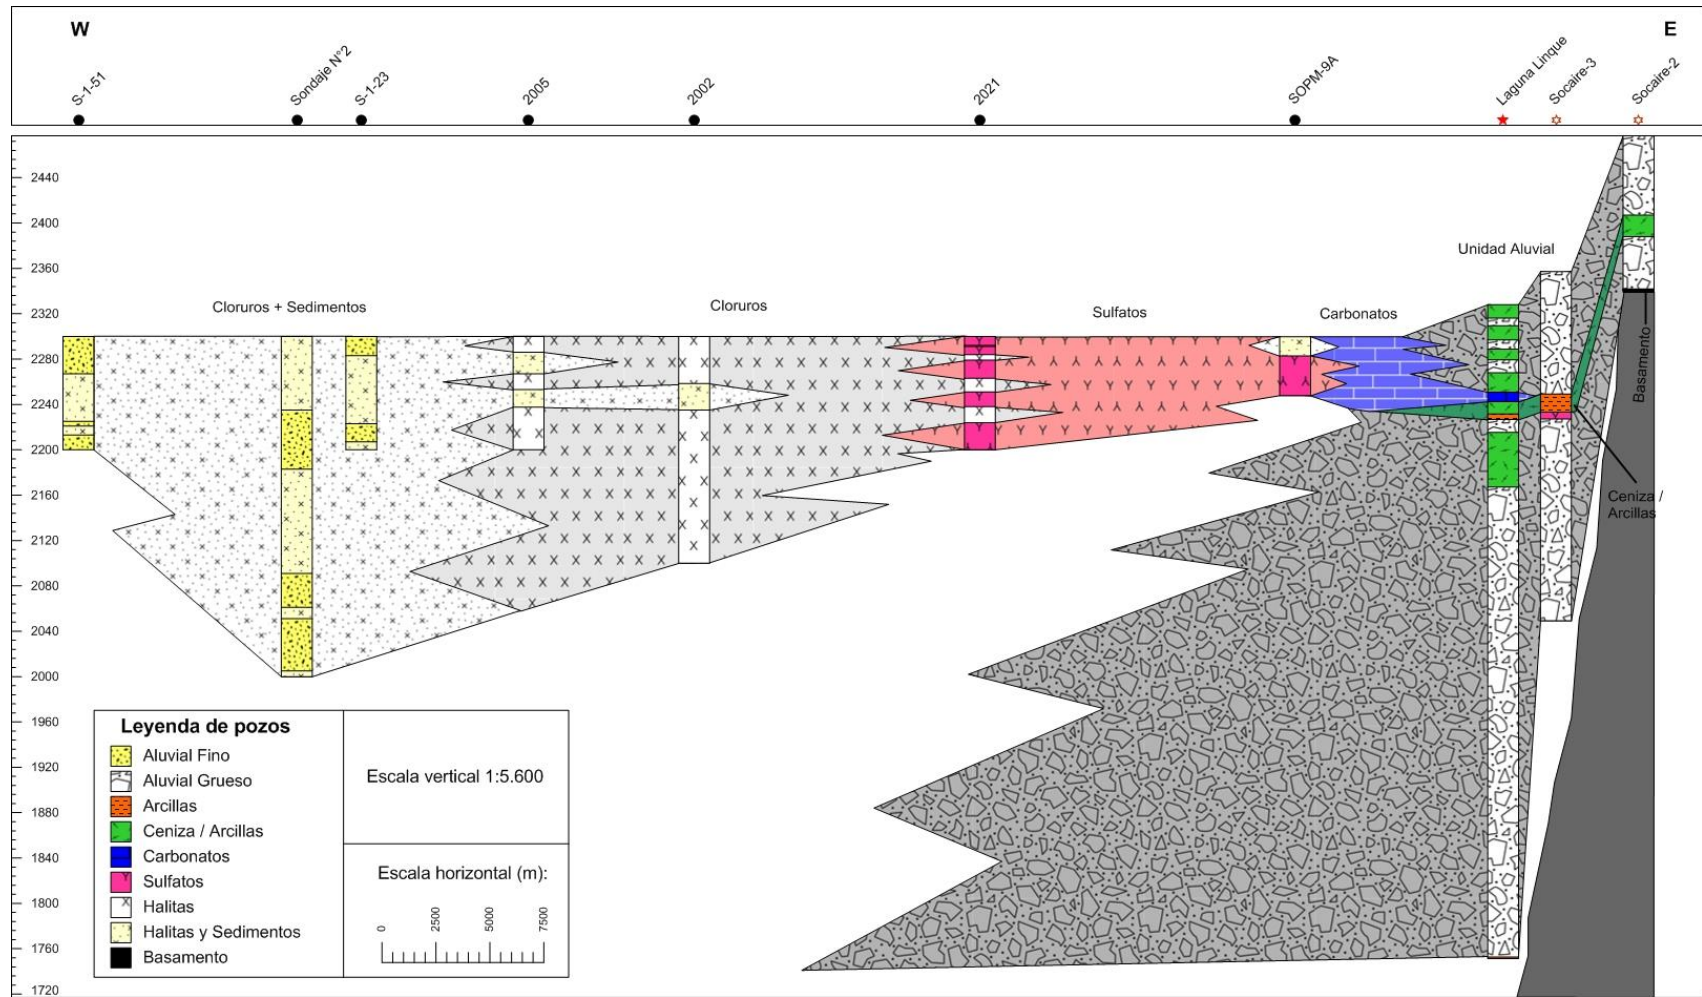 W
E
S-1-51
Sondaje N°2
S-1-23
2005
2002
2021
SOPM-9A
Laguna Linque
Socaire-3
Socaire-2
2440
2400
2360
2320
2280
2240
2200
2160
2120
2080
2040
2000
1960
1920
1880
1840
1800
1760
1720
Cloruros + Sedimentos
Cloruros
Sulfatos
Carbonatos
Unidad Aluvial
Basamento
Ceniza /
Arcillas
Leyenda de pozos
Aluvial Fino
Aluvial Grueso
Arcillas
Ceniza / Arcillas
Carbonatos
Sulfatos
Halitas
Halitas y Sedimentos
Basamento
Escala vertical 1:5.600
Escala horizontal (m):
0
2500
5000
7500